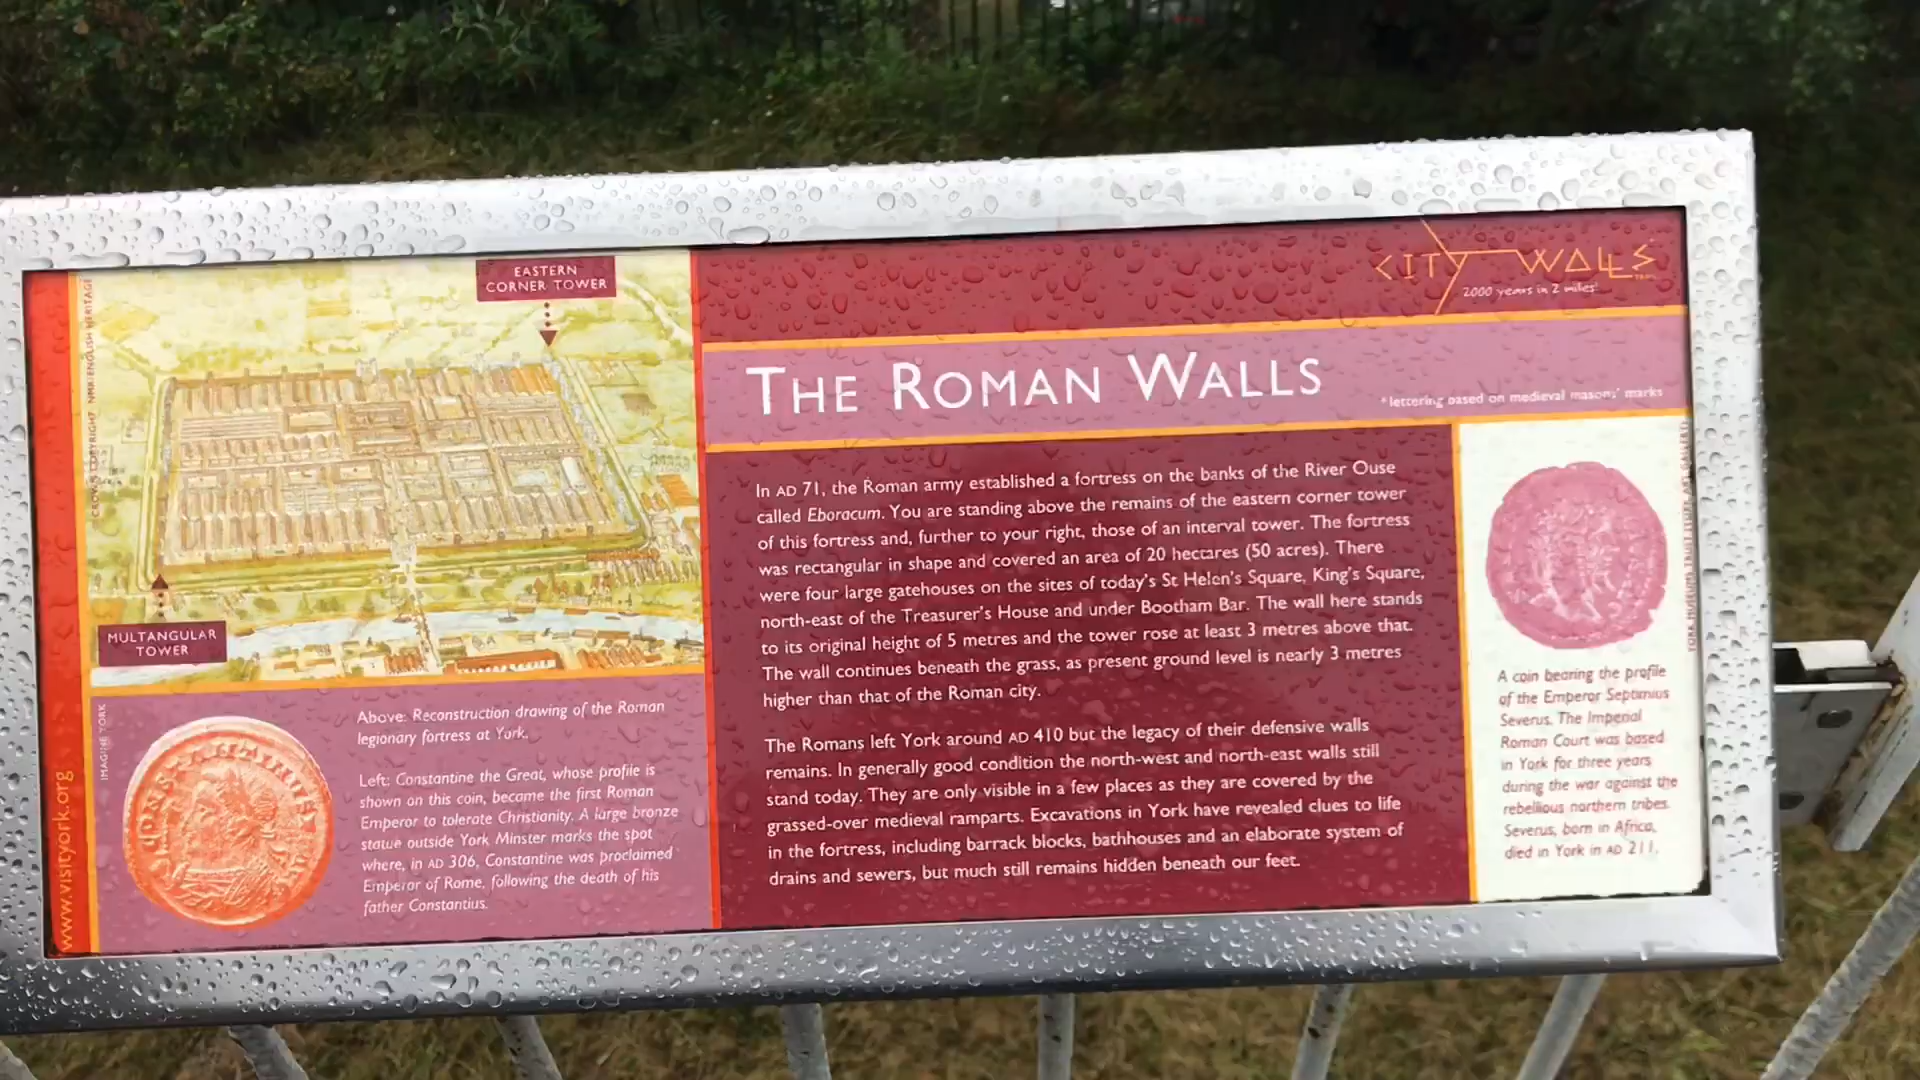 EASTERN
CORNER TOWER
MULTANGULAR
TOWER
CROWN COPYRIGHT NMR/ENGLISH HERITAGE
www.visityork.org
IMAGINE YORK
Above: Reconstruction drawing of the Roman
legionary fortress at York.
Left: Constantine the Great, whose profile is
shown on this coin, became the first Roman
Emperor to tolerate Christianity. A large bronze
statue outside York Minster marks the spot
where, in AD 306, Constantine was proclaimed
Emperor of Rome, following the death of his
father Constantius.
CITY WALLS
2000 years in 2 miles
THE ROMAN WALLS
*lettering based on medieval masons' marks
In AD 71, the Roman army established a fortress on the banks of the River Ouse
called Eboracum. You are standing above the remains of the eastern corner tower
of this fortress and, further to your right, those of an interval tower. The fortress
was rectangular in shape and covered an area of 20 hectares (50 acres). There
were four large gatehouses on the sites of today's St Helen's Square, King's Square,
north-east of the Treasurer's House and under Bootham Bar. The wall here stands
to its original height of 5 metres and the tower rose at least 3 metres above that.
The wall continues beneath the grass, as present ground level is nearly 3 metres
higher than that of the Roman city.
The Romans left York around AD 410 but the legacy of their defensive walls
remains. In generally good condition the north-west and north-east walls still
stand today. They are only visible in a few places as they are covered by the
grassed-over medieval ramparts. Excavations in York have revealed clues to life
in the fortress, including barrack blocks, bathhouses and an elaborate system of
drains and sewers, but much still remains hidden beneath our feet.
A coin bearing the profile
of the Emperor Septimius
Severus. The Imperial
Roman Court was based
in York for three years
during the war against the
rebellious northern tribes.
Severus, born in Africa,
died in York in AD 211.